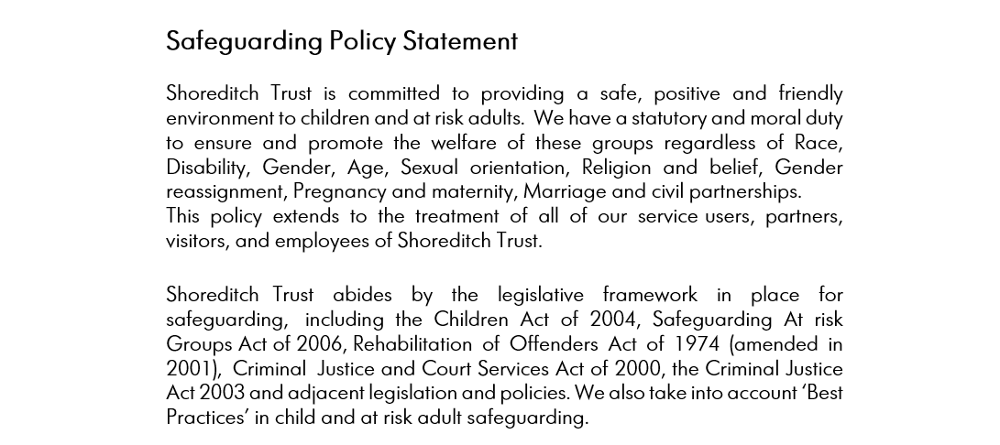 Safeguarding Policy Statement
Shoreditch Trust is committed to providing a safe, positive and friendly
environment to children and at risk adults. We have a statutory and moral duty
to ensure and promote the welfare of these groups regardless of Race,
Disability, Gender, Age, Sexual orientation, Religion and belief, Gender
reassignment, Pregnancy and maternity, Marriage and civil partnerships.
This policy extends to the treatment of all of our service users, partners,
visitors, and employees of Shoreditch Trust.
Shoreditch Trust abides by the legislative framework in place for
safeguarding, including the Children Act of 2004, Safeguarding At risk
Groups Act of 2006, Rehabilitation of Offenders Act of 1974 (amended in
2001), Criminal Justice and Court Services Act of 2000, the Criminal Justice
Act 2003 and adjacent legislation and policies. We also take into account ‘Best
Practices’ in child and at risk adult safeguarding.